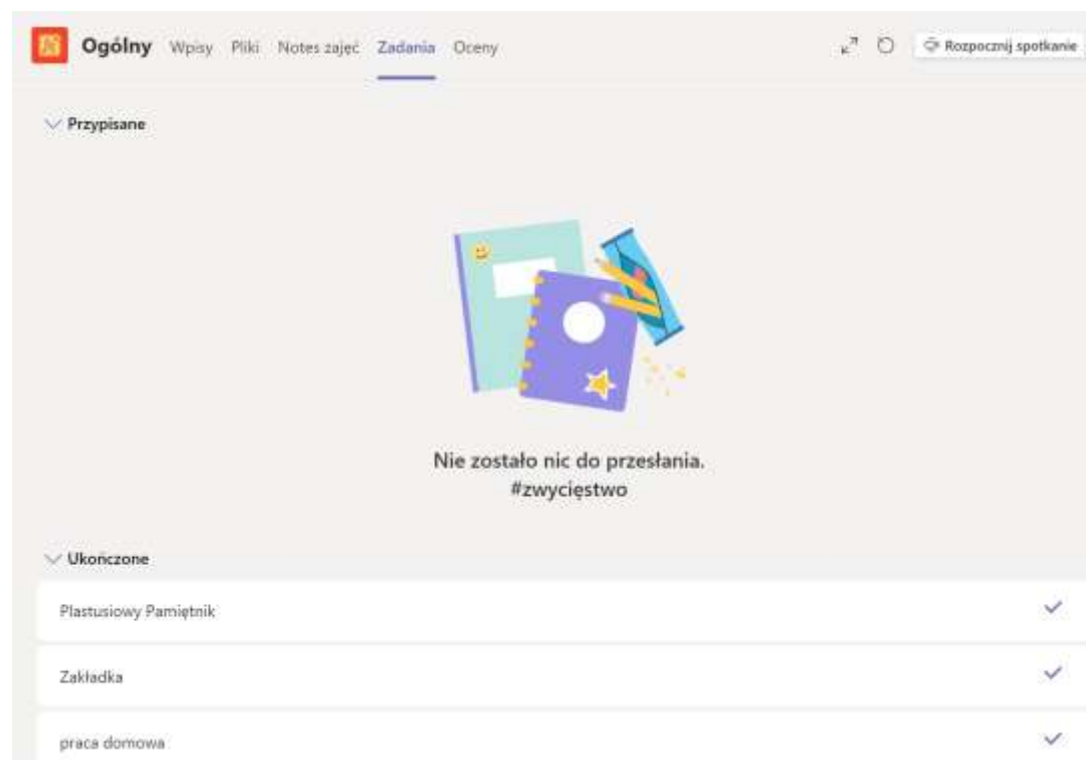 Ogólny Wpisy Pliki Notes zajęć Zadania Oceny Rozpocznij spotkanie
Przypisane
Nie zostało nic do przesłania.
#zwycięstwo
Ukończone
Plastusiowy Pamiętnik
Zakładka
praca domowa